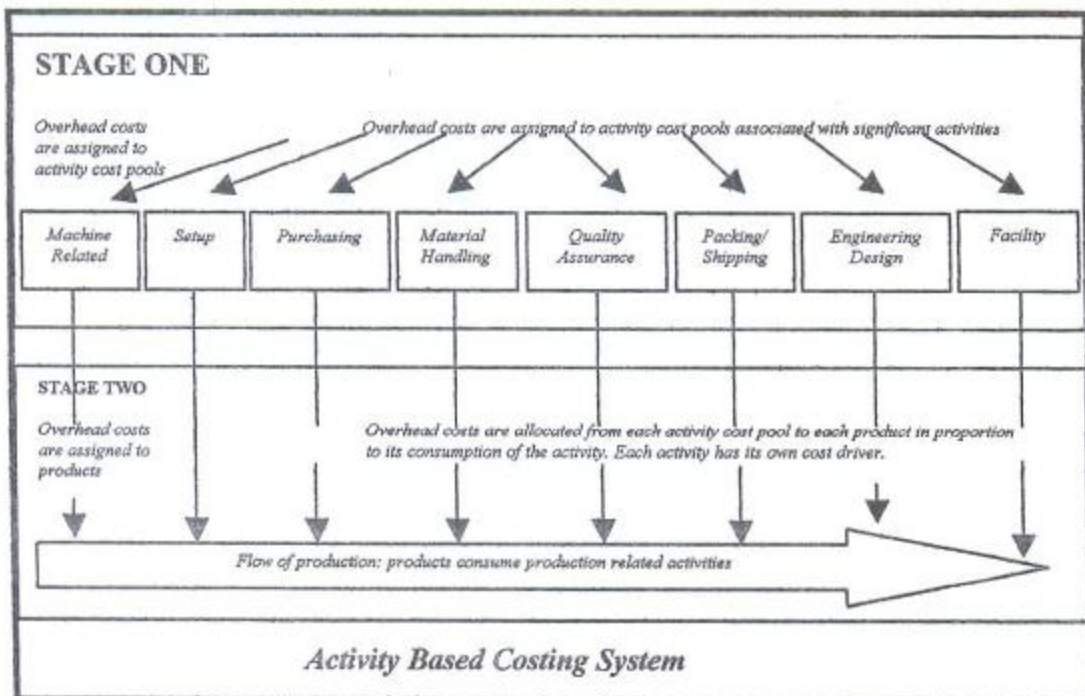 STAGE ONE
Overhead costs
are assigned to
activity cost pools
Overhead costs are assigned to activity cost pools associated with significant activities
Machine
Related
Setup
Purchasing
Material
Handling
Quality
Assurance
Packing/
Shipping
Engineering
Design
Facility
STAGE TWO
Overhead costs
are assigned to
products
Overhead costs are allocated from each activity cost pool to each product in proportion
to its consumption of the activity. Each activity has its own cost driver.
Flow of production: products consume production related activities
Activity Based Costing System